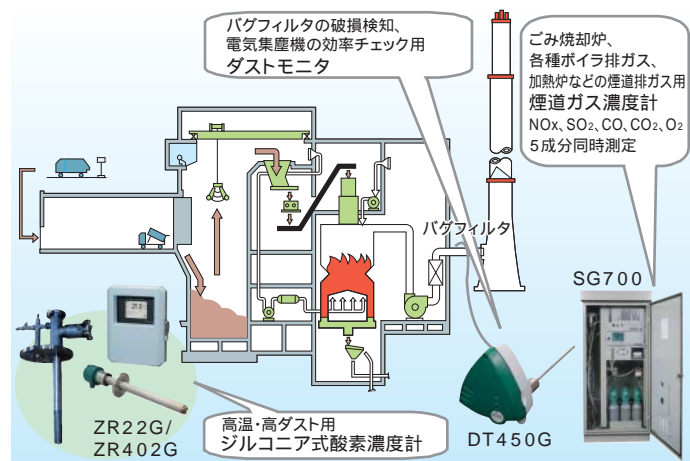 バグフィルタの破損検知、
電気集塵機の効率チェック用
ダストモニタ
ごみ焼却炉、
各種ボイラ排ガス、
加熱炉などの煙道排ガス用
煙道ガス濃度計
NOx、SO₂、CO、CO₂、O₂
5成分同時測定
バグフィルタ
SG700
ZR22G/
ZR402G
高温・高ダスト用
ジルコニア式酸素濃度計
DT450G